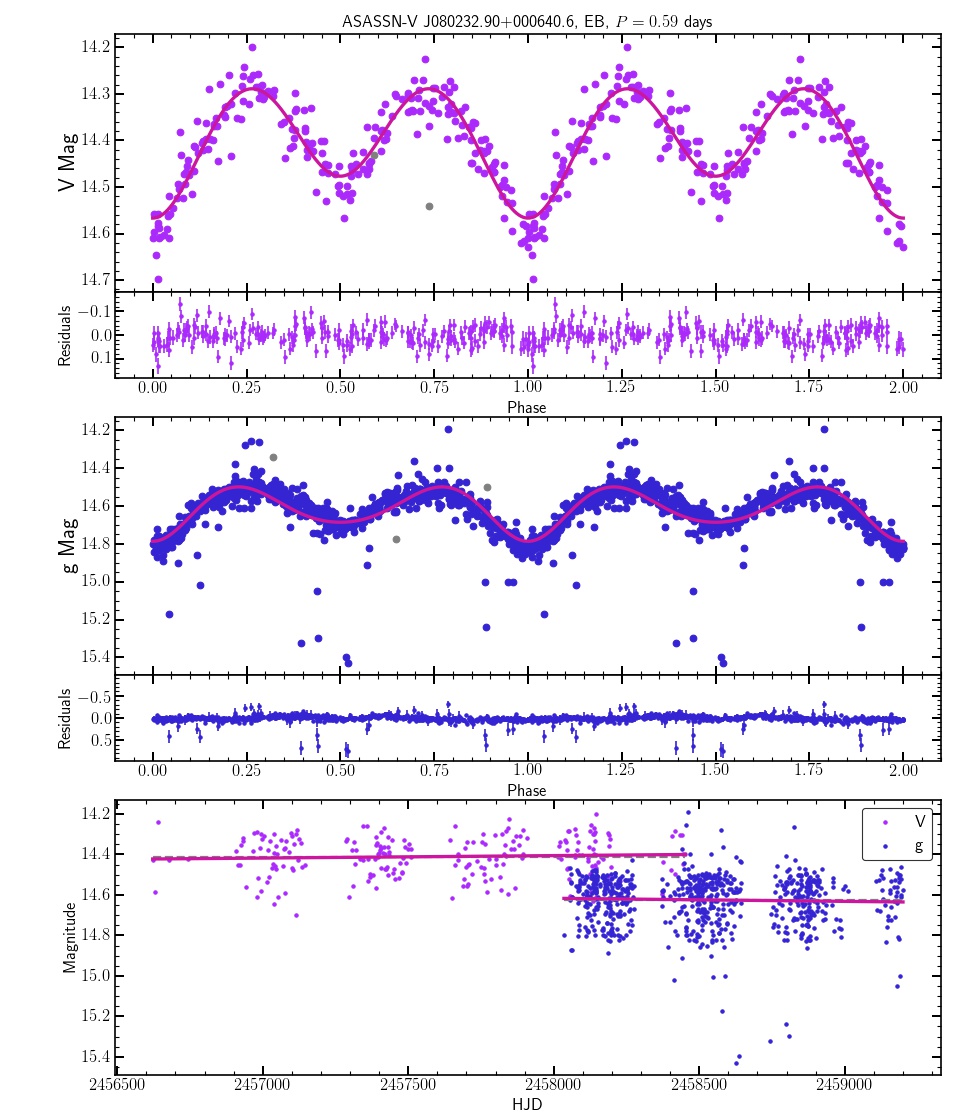 ASASSN-V J080232.90+000640.6, EB, P = 0.59 days
14.2
14.3
14.4
14.5
14.6
14.7
V Mag
−0.1
0.0
0.1
Residuals
0.00 0.25 0.50 0.75 1.00 1.25 1.50 1.75 2.00
Phase
14.2
14.4
14.6
14.8
15.0
15.2
15.4
g Mag
−0.5
0.0
0.5
Residuals
0.00 0.25 0.50 0.75 1.00 1.25 1.50 1.75 2.00
Phase
V
g
14.2
14.4
14.6
14.8
15.0
15.2
15.4
Magnitude
2456500 2457000 2457500 2458000 2458500 2459000
HJD